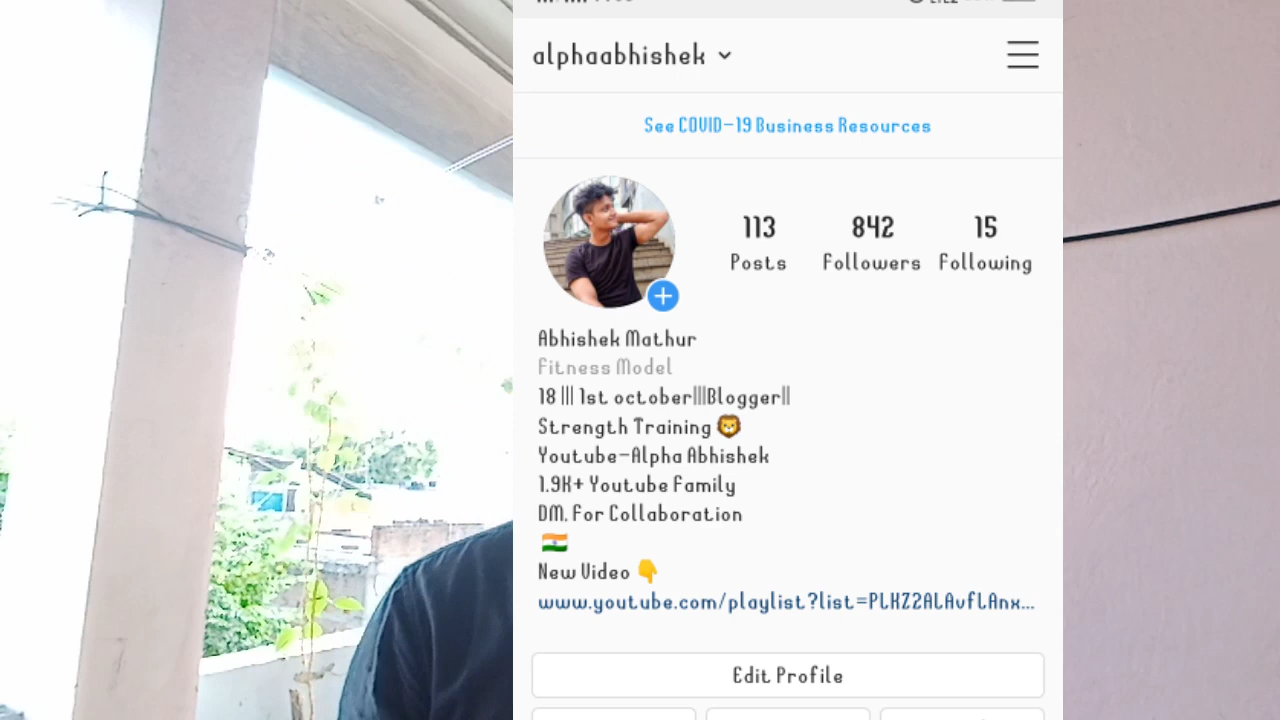 alphaabhishek
See COVID-19 Business Resources
113
842
15
Posts
Followers
Following
Abhishek Mathur
Fitness Model
18 ||| 1st october|||Blogger||
Strength Training 🦁
Youtube-Alpha Abhishek
1.9K+ Youtube Family
DM. For Collaboration
🇮🇳
New Video 👇
www.youtube.com/playlist?list=PLKZ2ALAvfLAnx...
Edit Profile